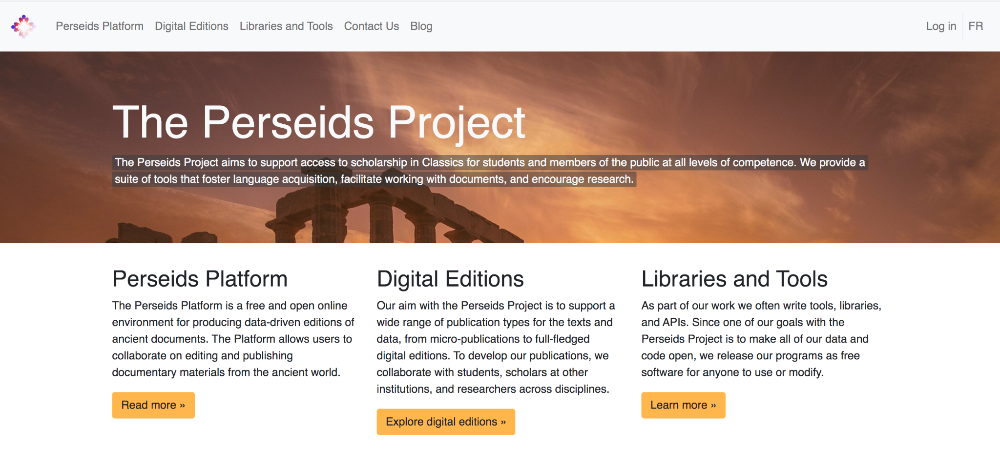 Perseids Platform Digital Editions Libraries and Tools Contact Us Blog Log in FR
The Perseids Project
The Perseids Project aims to support access to scholarship in Classics for students and members of the public at all levels of competence. We provide a
suite of tools that foster language acquisition, facilitate working with documents, and encourage research.
Perseids Platform
The Perseids Platform is a free and open online
environment for producing data-driven editions of
ancient documents. The Platform allows users to
collaborate on editing and publishing
documentary materials from the ancient world.
Read more »
Digital Editions
Our aim with the Perseids Project is to support a
wide range of publication types for the texts and
data, from micro-publications to full-fledged
digital editions. To develop our publications, we
collaborate with students, scholars at other
institutions, and researchers across disciplines.
Explore digital editions »
Libraries and Tools
As part of our work we often write tools, libraries,
and APIs. Since one of our goals with the
Perseids Project is to make all of our data and
code open, we release our programs as free
software for anyone to use or modify.
Learn more »